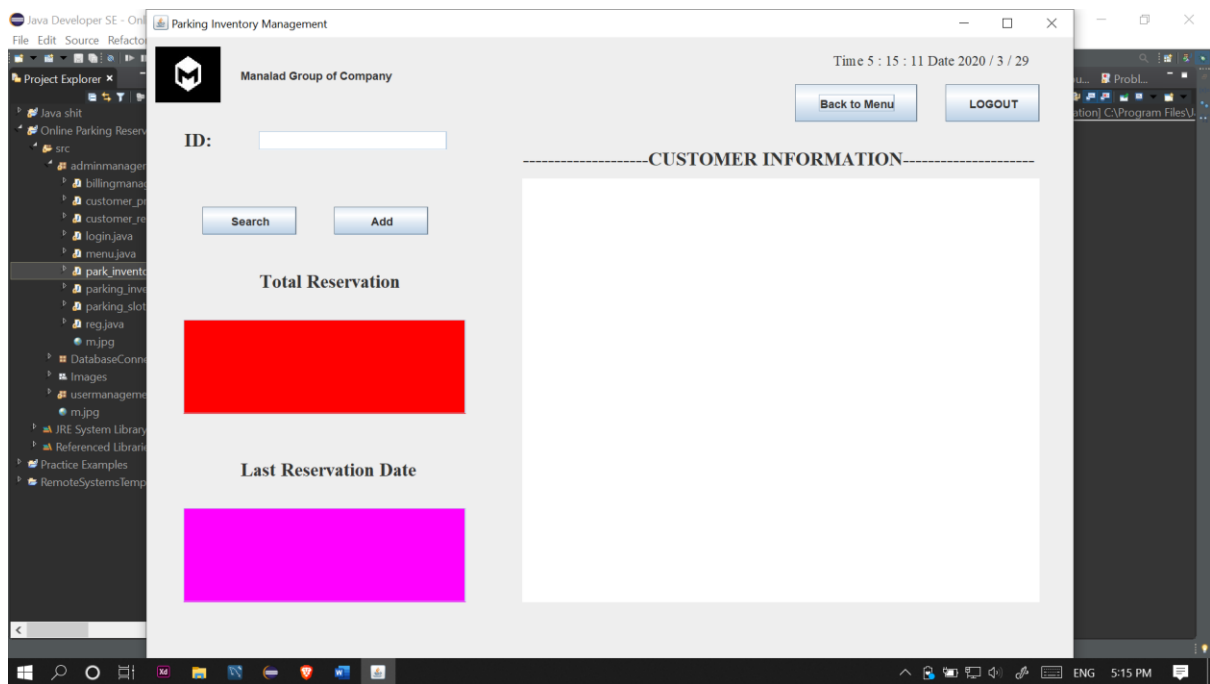 Java Developer SE - Onl
File Edit Source Refacto
Project Explorer
Java shit
Online Parking Reserv
src
adminmanager
billingmanag
customer_pr
customer_re
login.java
menu.java
park_invento
parking_inve
parking_slot
reg.java
m.jpg
DatabaseConne
Images
usermanageme
m.jpg
JRE System Library
Referenced Librarie
Practice Examples
RemoteSystemsTemp
Parking Inventory Management
Manalad Group of Company
Time 5 : 15 : 11 Date 2020 / 3 / 29
Back to Menu
LOGOUT
ID:
--------------------CUSTOMER INFORMATION---------------------
Search
Add
Total Reservation
Last Reservation Date
Probl...
ation] C:\Program Files\J
Xd
ENG
5:15 PM